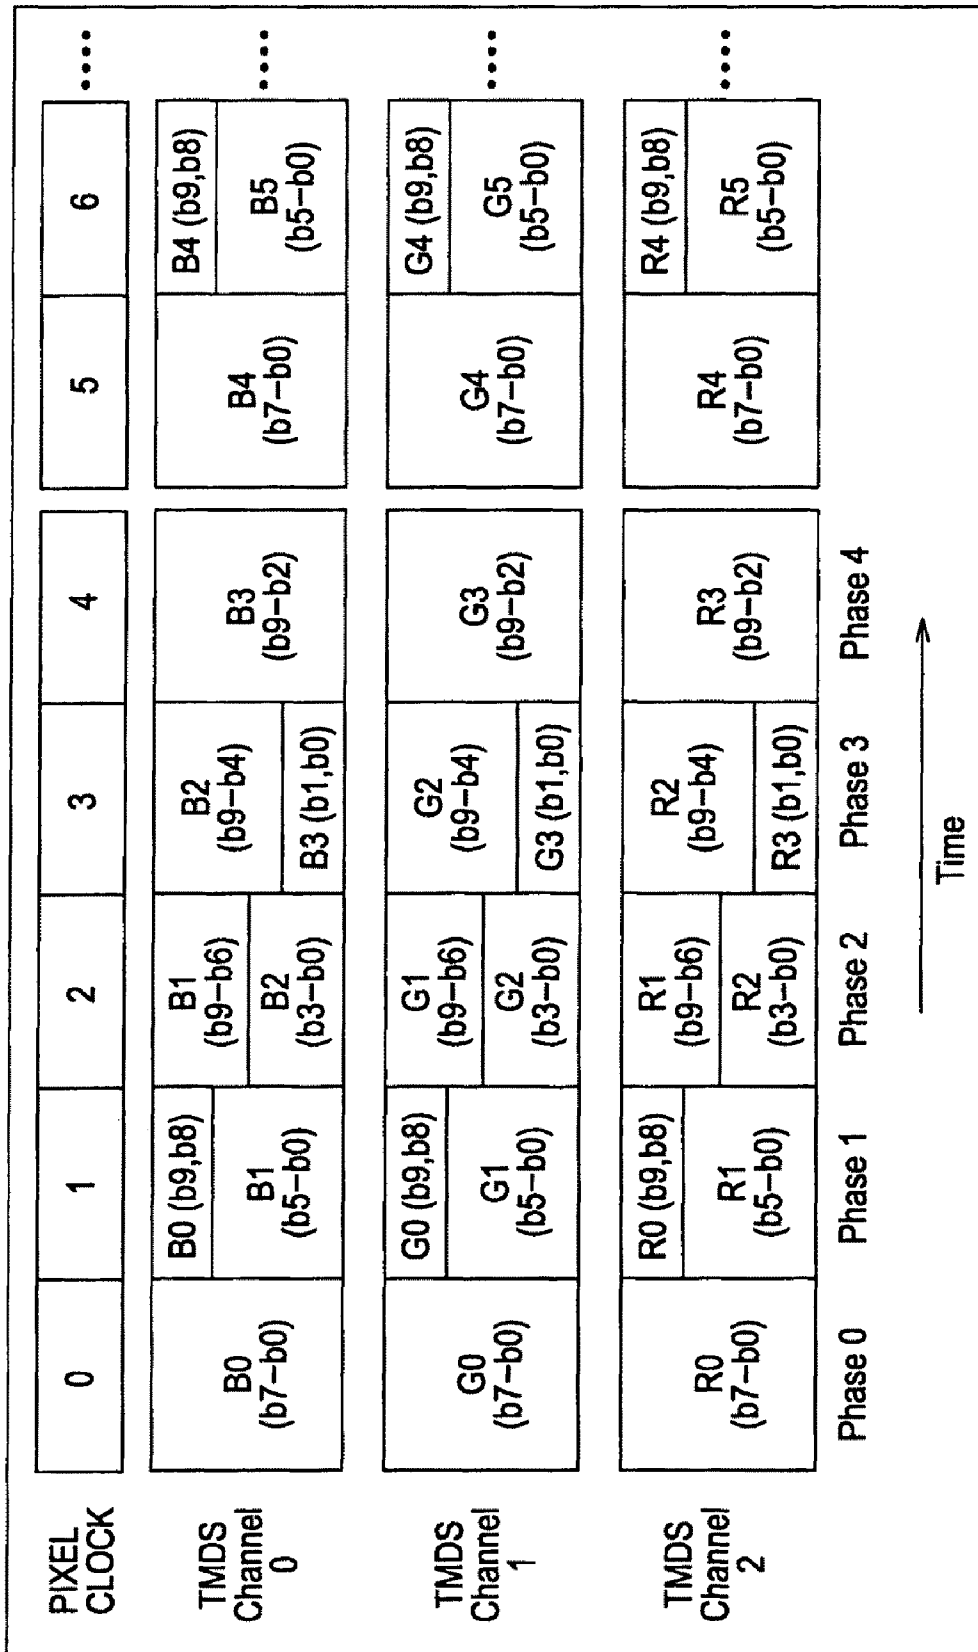 PIXEL
CLOCK
0
1
2
3
4
5
6
••••
TMDS
Channel
0
B0
(b7−b0)
B0 (b9,b8)
B1
(b5−b0)
B1
(b9−b6)
B2
(b3−b0)
B2
(b9−b4)
B3 (b1,b0)
B3
(b9−b2)
B4
(b7−b0)
B4 (b9,b8)
B5
(b5−b0)
••••
TMDS
Channel
1
G0
(b7−b0)
G0 (b9,b8)
G1
(b5−b0)
G1
(b9−b6)
G2
(b3−b0)
G2
(b9−b4)
G3 (b1,b0)
G3
(b9−b2)
G4
(b7−b0)
G4 (b9,b8)
G5
(b5−b0)
••••
TMDS
Channel
2
R0
(b7−b0)
R0 (b9,b8)
R1
(b5−b0)
R1
(b9−b6)
R2
(b3−b0)
R2
(b9−b4)
R3 (b1,b0)
R3
(b9−b2)
R4
(b7−b0)
R4 (b9,b8)
R5
(b5−b0)
••••
Phase 0
Phase 1
Phase 2
Phase 3
Phase 4
Time